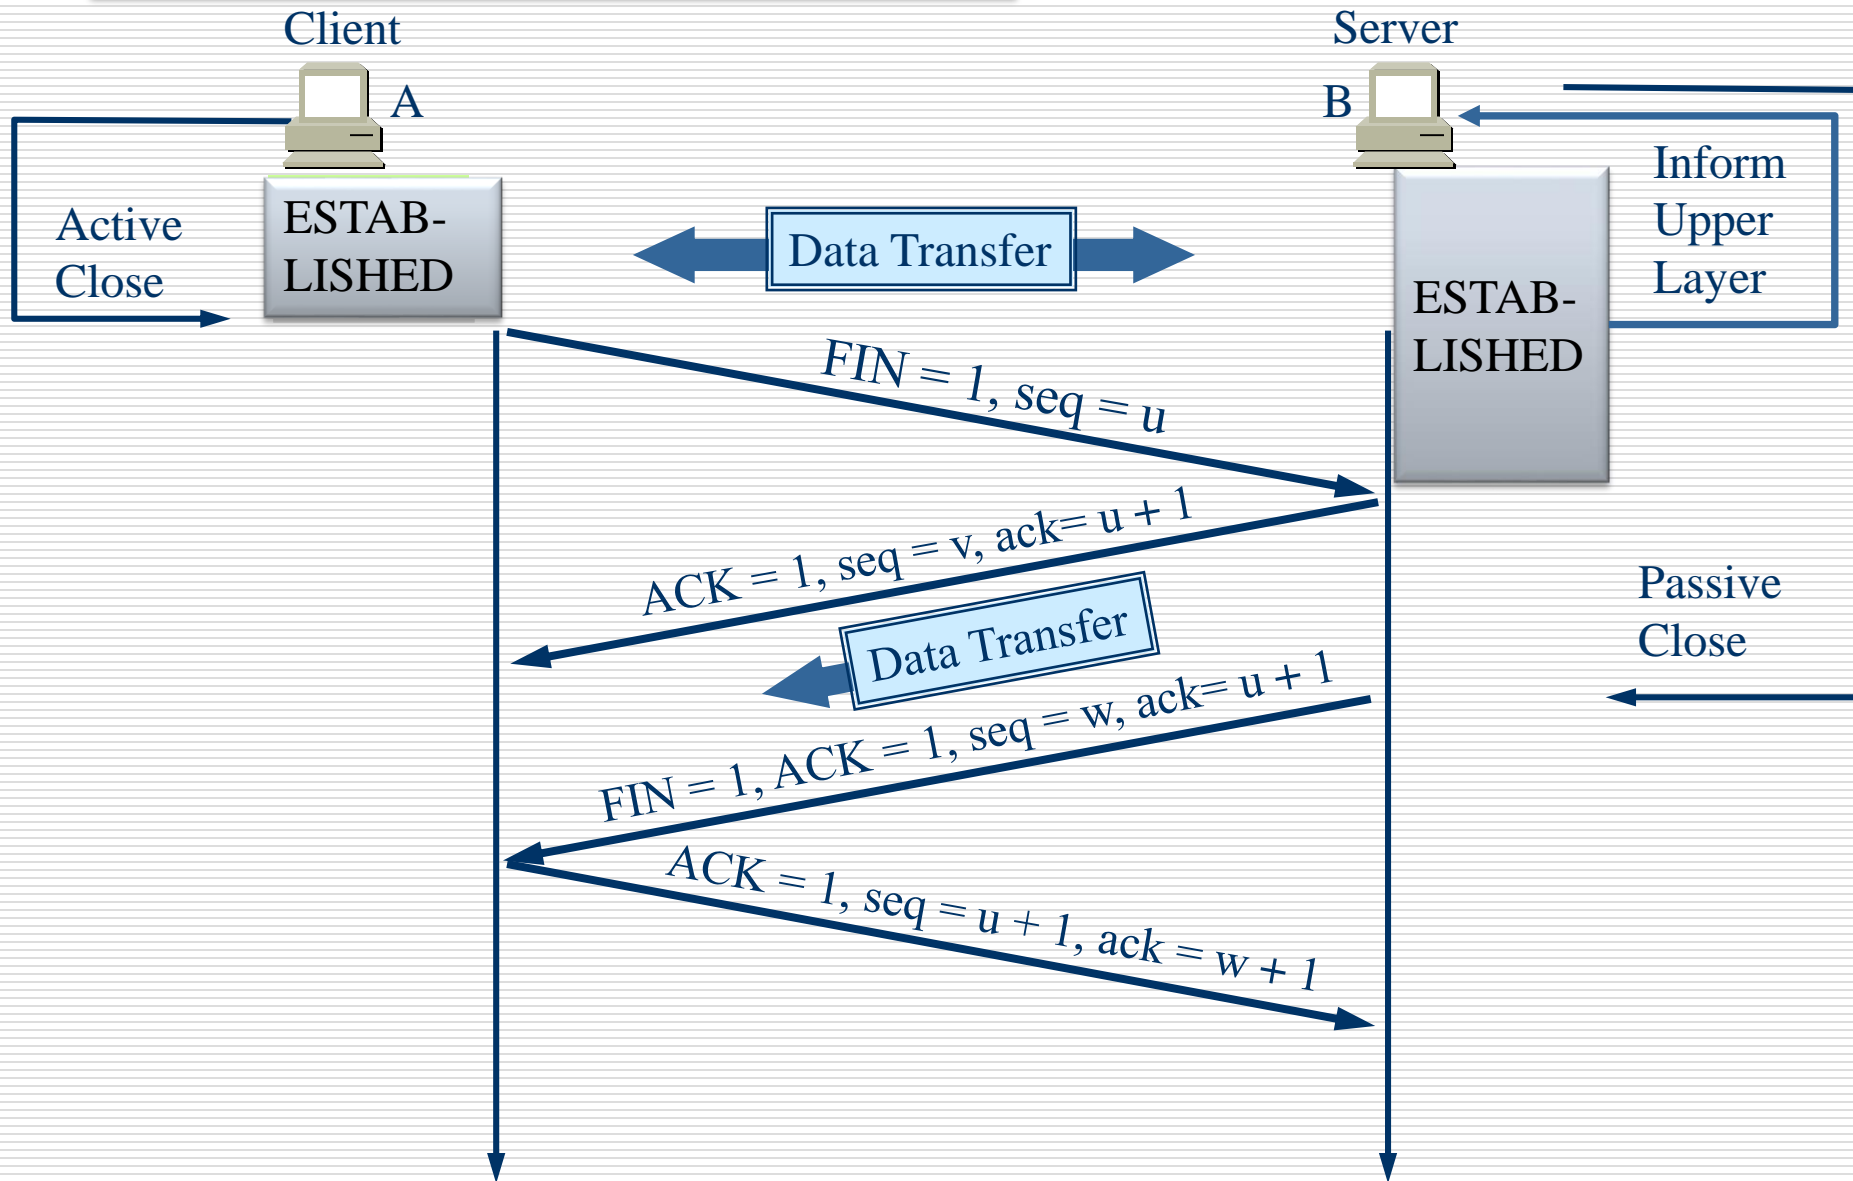 Client
Server
A
B
Active
Close
ESTAB-
LISHED
Data Transfer
Inform
Upper
Layer
ESTAB-
LISHED
FIN = 1, seq = u
ACK = 1, seq = v, ack= u + 1
Data Transfer
Passive
Close
FIN = 1, ACK = 1, seq = w, ack= u + 1
ACK = 1, seq = u + 1, ack = w + 1